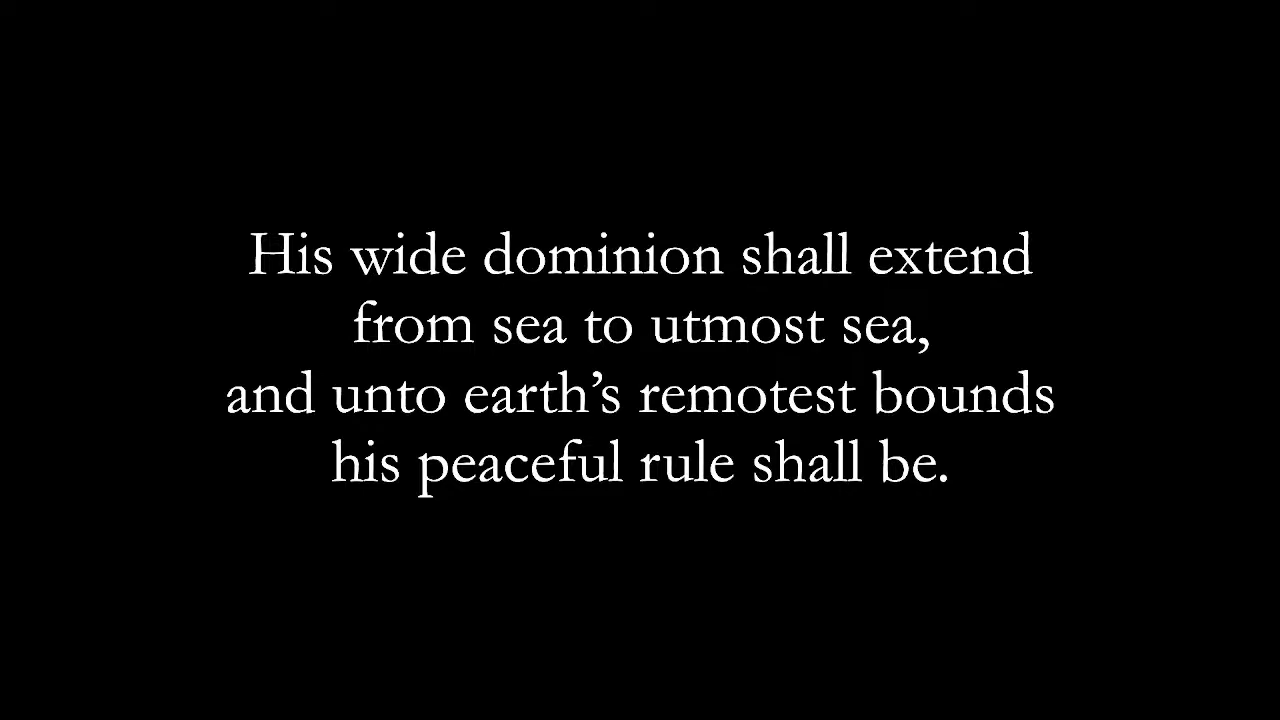 His wide dominion shall extend
from sea to utmost sea,
and unto earth’s remotest bounds
his peaceful rule shall be.